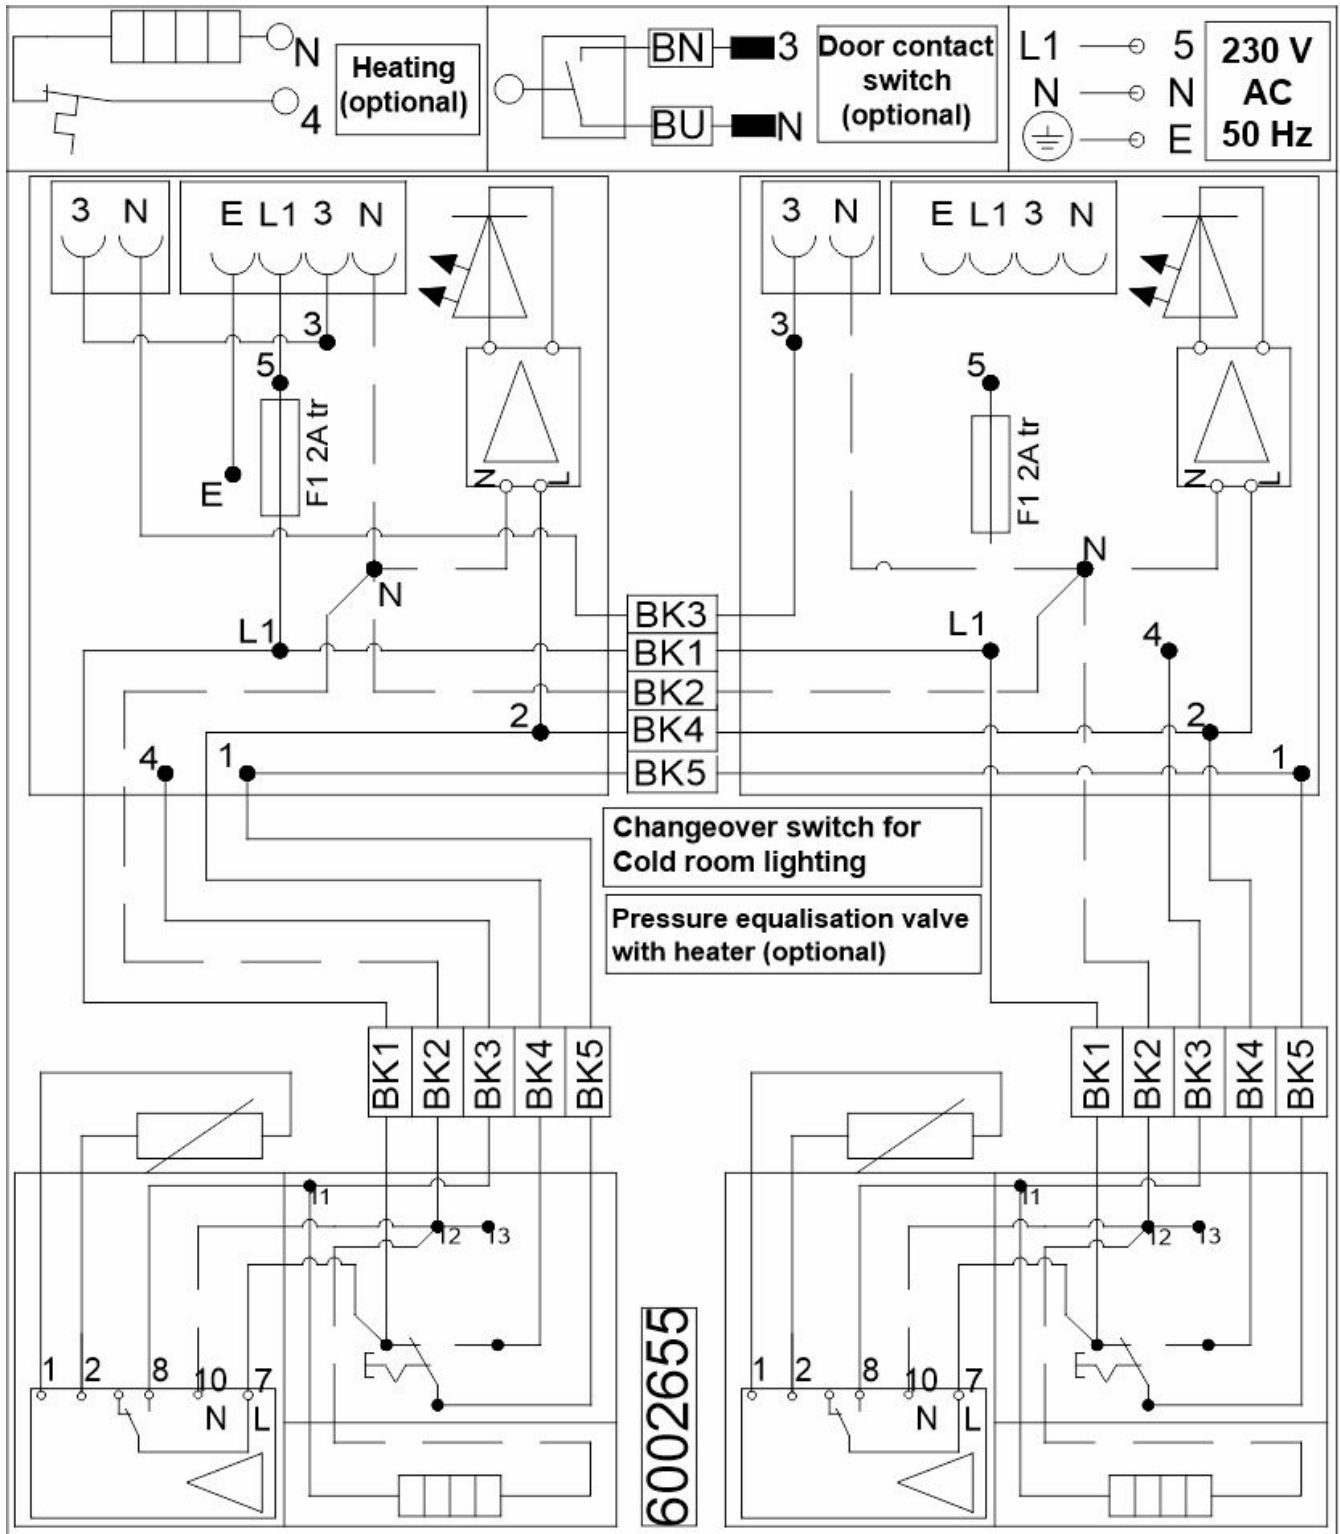 N
4
Heating
(optional)
BN 3
BU N
Door contact
switch
(optional)
L1 5
N N
E
230 V
AC
50 Hz
3 N
E L1 3 N
3
5
F1 2A tr
E
N L
N
L1
2
4 1
3 N
E L1 3 N
3
5
F1 2A tr
N L
N
L1
4
2
1
BK3
BK1
BK2
BK4
BK5
Changeover switch for
Cold room lighting
Pressure equalisation valve
with heater (optional)
BK1 BK2 BK3 BK4 BK5
11
12 13
1 2 8 10 7
N L
BK1 BK2 BK3 BK4 BK5
11
12 13
1 2 8 10 7
N L
6002655